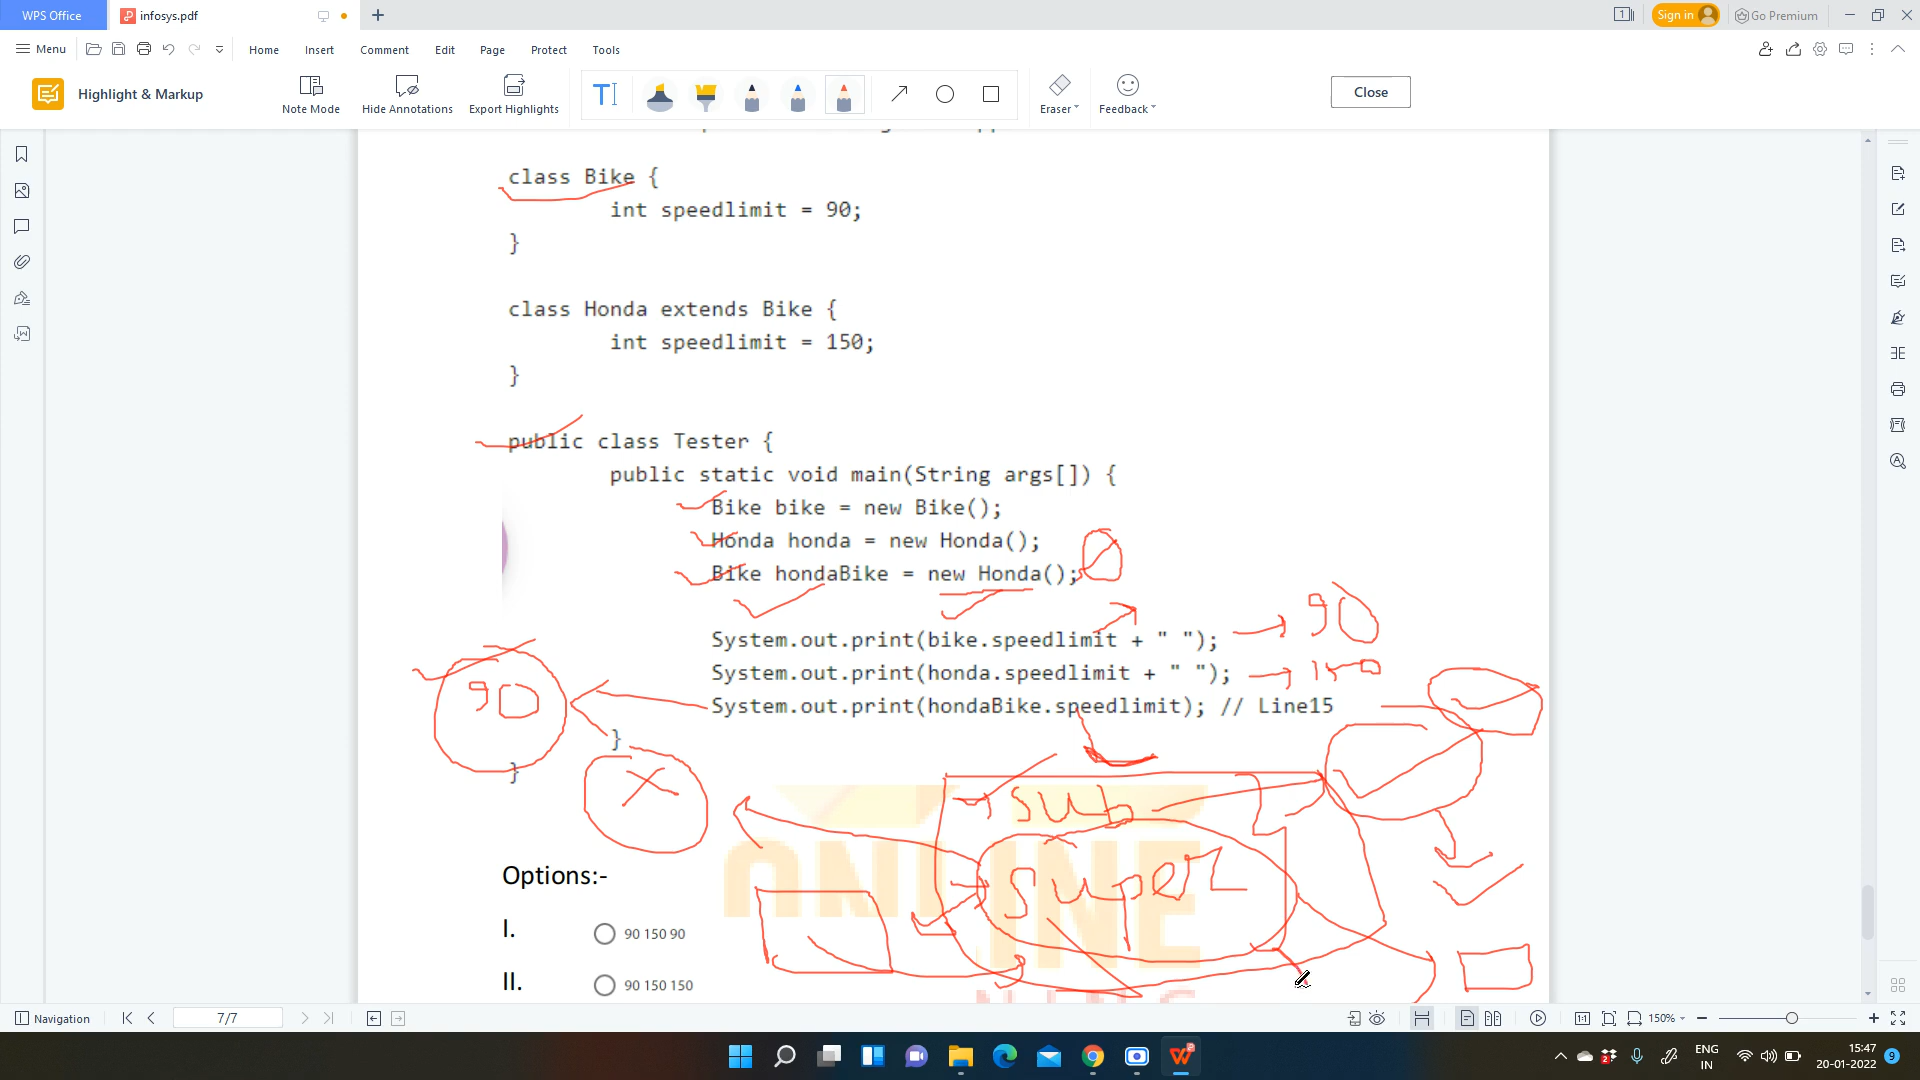 WPS Office
infosys.pdf
1
Sign in
Go Premium
Menu
Home
Insert
Comment
Edit
Page
Protect
Tools
Highlight & Markup
Note Mode
Hide Annotations
Export Highlights
T
Eraser
Feedback
Close
class Bike {
int speedlimit = 90;
}
class Honda extends Bike {
int speedlimit = 150;
}
public class Tester {
public static void main(String args[]) {
Bike bike = new Bike();
Honda honda = new Honda();
Bike hondaBike = new Honda();
System.out.print(bike.speedlimit + " ");
90
System.out.print(honda.speedlimit + " ");
150
90
System.out.print(hondaBike.speedlimit); // Line15
}
}
X
sub
super
ONLINE
Options:-
I.
90 150 90
II.
90 150 150
Navigation
7/7
1:1
150%
ENG
IN
15:47
20-01-2022
9